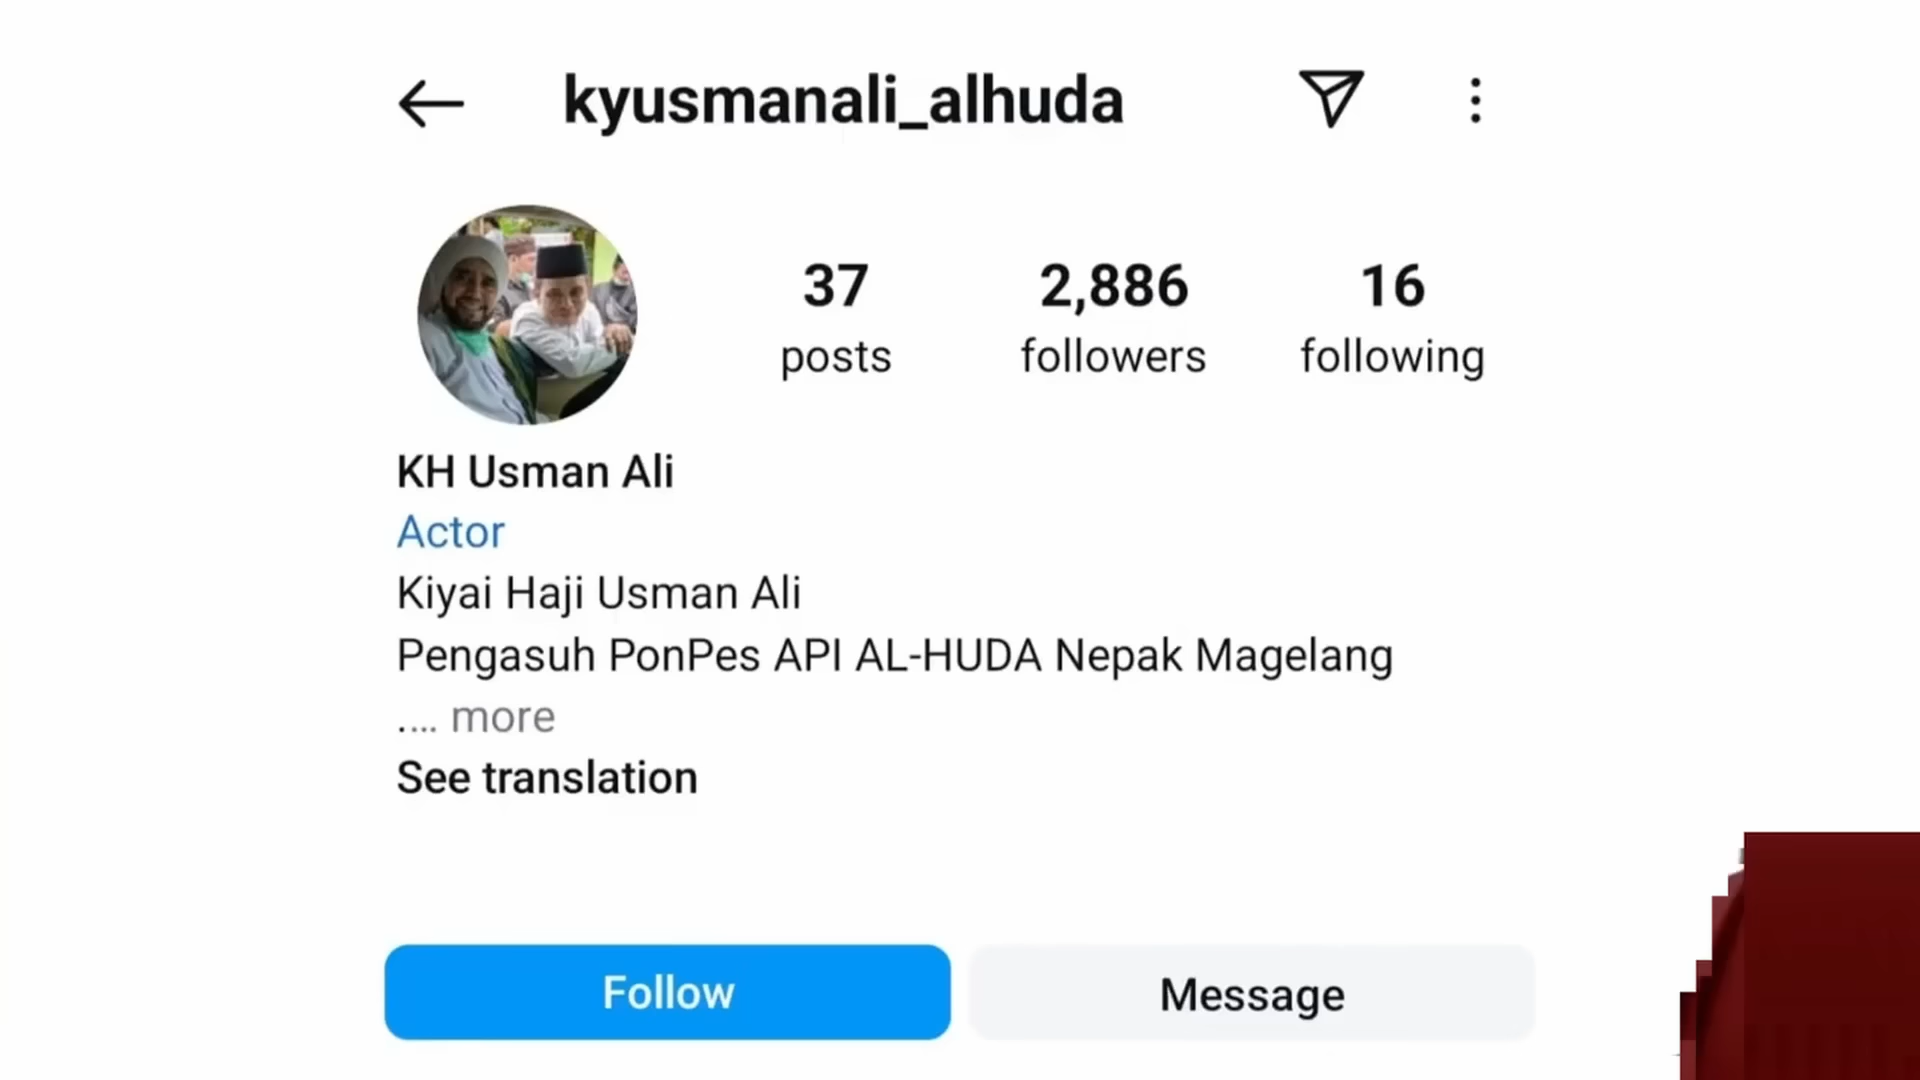 kyusmanali_alhuda
37
posts
2,886
followers
16
following
KH Usman Ali
Actor
Kiyai Haji Usman Ali
Pengasuh PonPes API AL-HUDA Nepak Magelang
.... more
See translation
Follow
Message